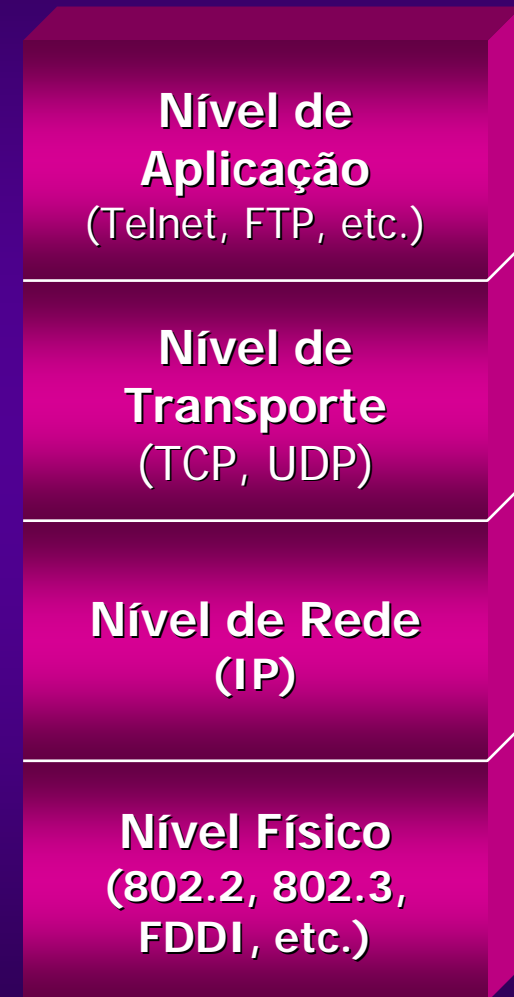 Nível de
Aplicação
(Telnet, FTP, etc.)
Nível de
Transporte
(TCP, UDP)
Nível de Rede
(IP)
Nível Físico
(802.2, 802.3,
FDDI, etc.)